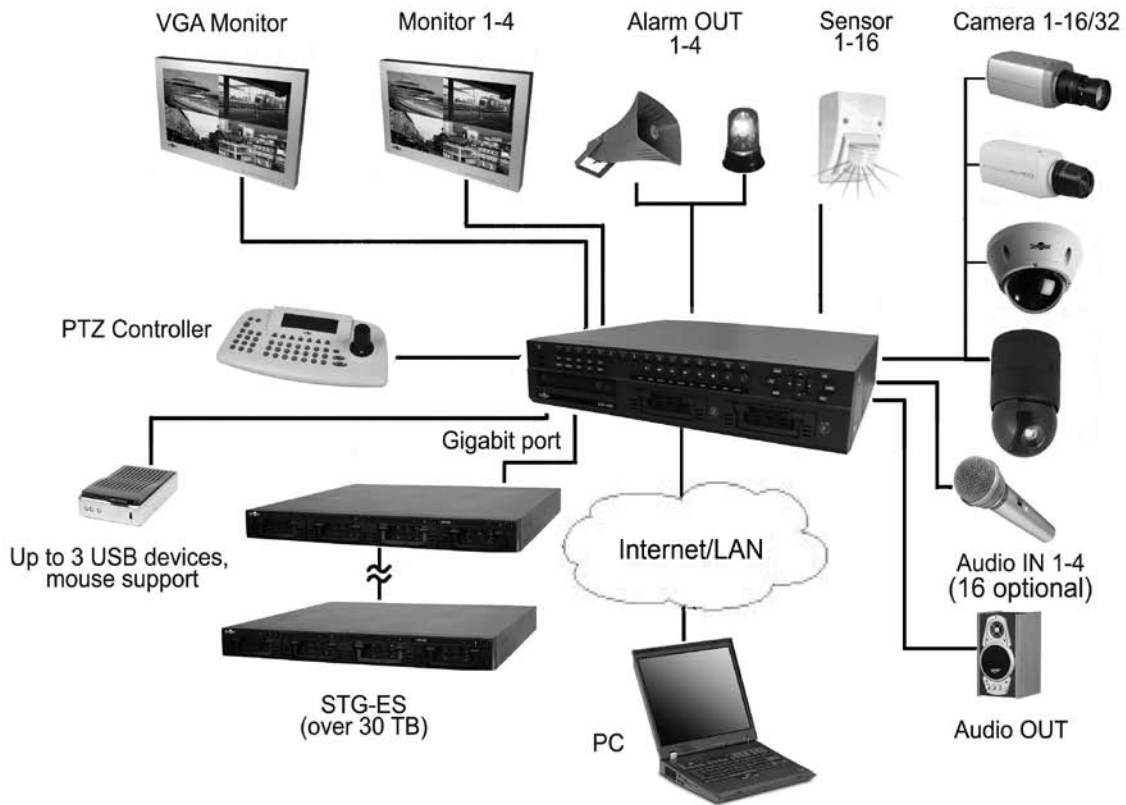 VGA Monitor
Monitor 1-4
Alarm OUT
1-4
Sensor
1-16
Camera 1-16/32
PTZ Controller
Gigabit port
Up to 3 USB devices,
mouse support
Internet/LAN
Audio IN 1-4
(16 optional)
STG-ES
(over 30 TB)
PC
Audio OUT